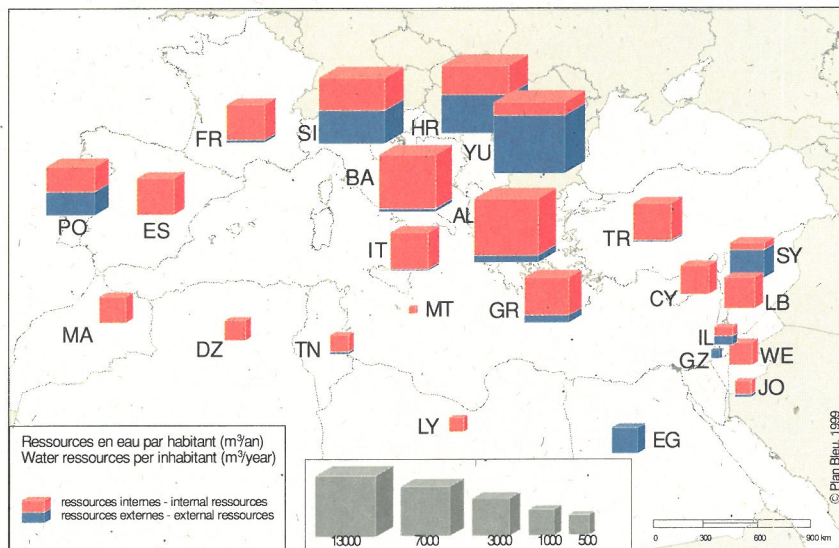 FR
SI
HR
YU
BA
AL
PO
ES
IT
TR
SY
CY
LB
MT
GR
MA
DZ
TN
IL
GZ
WE
JO
LY
EG
Ressources en eau par habitant (m³/an)
Water ressources per inhabitant (m³/year)
ressources internes - internal ressources
ressources externes - external ressources
13000 7000 3000 1000 500
0 300 600 900 km
© Plan Bleu, 1999